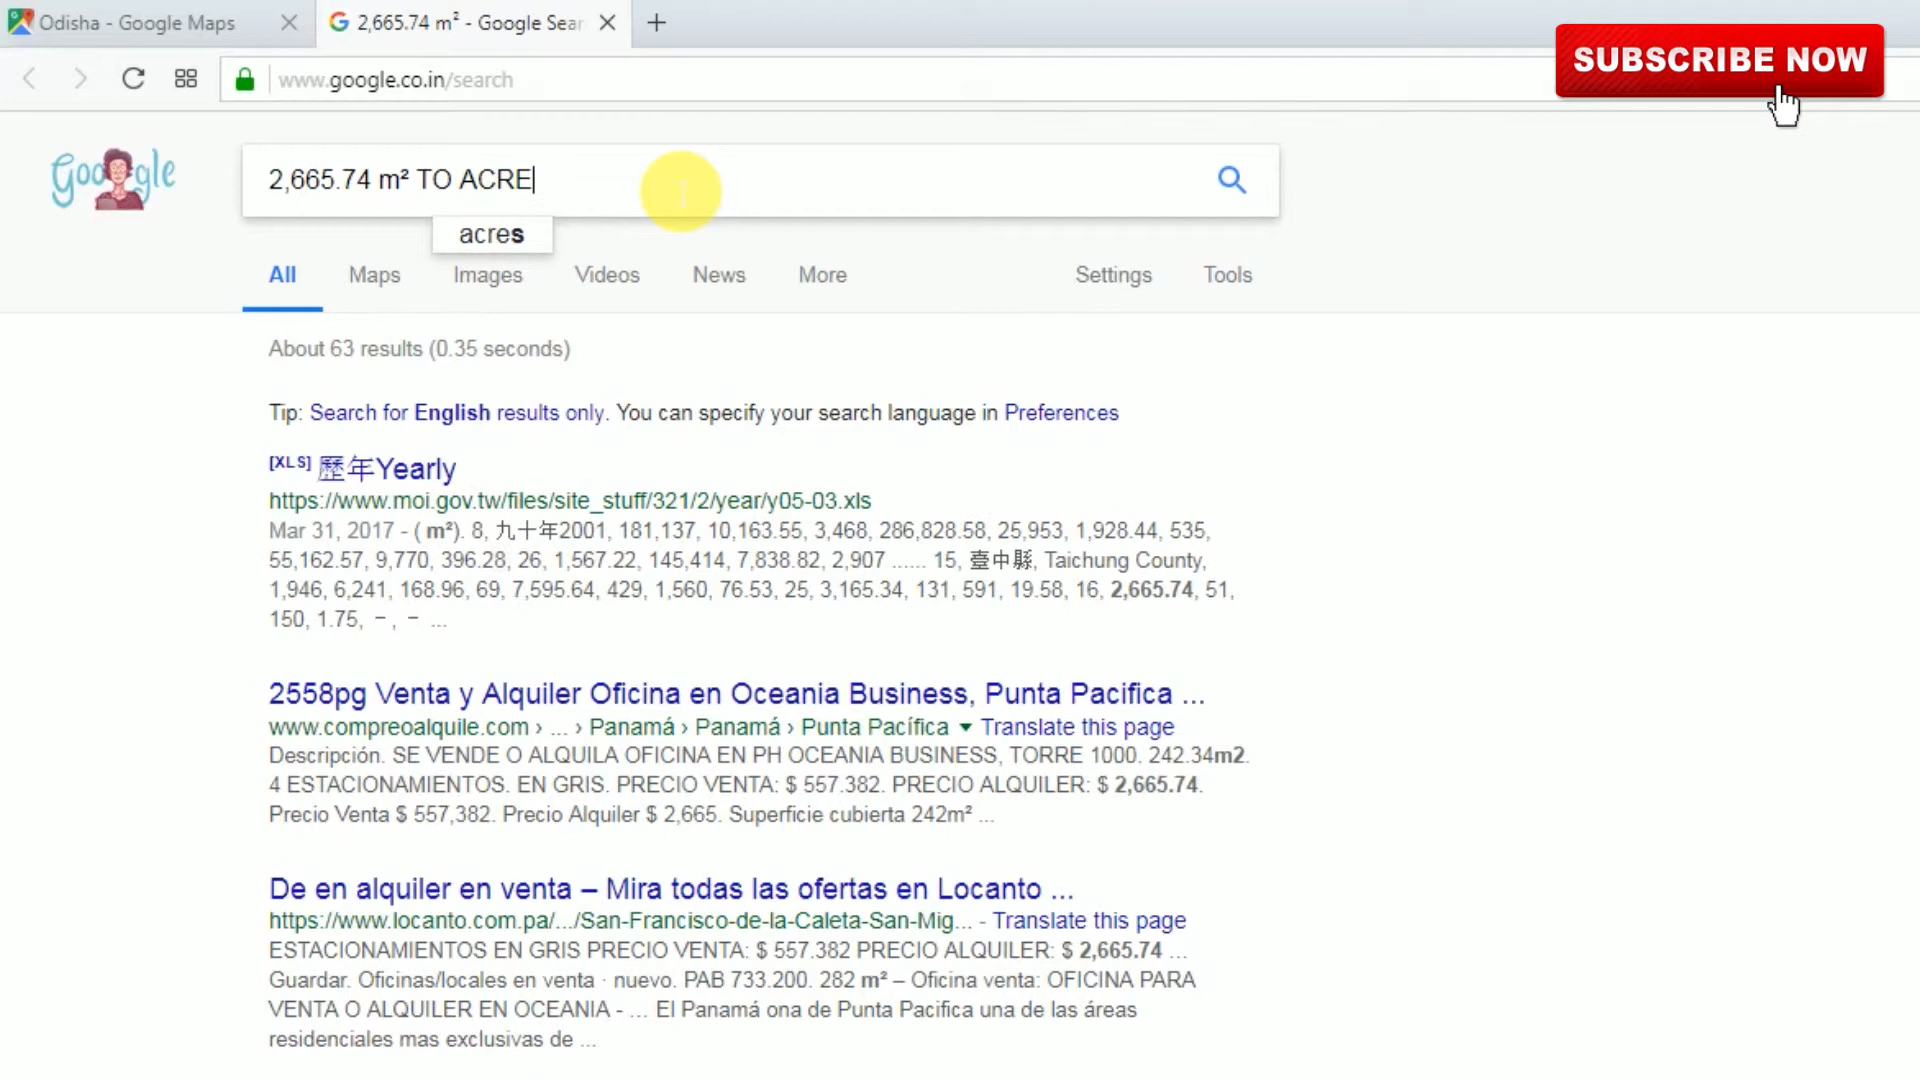 Odisha - Google Maps
2,665.74 m² - Google Sear
SUBSCRIBE NOW
www.google.co.in/search
Google
2,665.74 m² TO ACRE
acres
All Maps Images Videos News More Settings Tools
About 63 results (0.35 seconds)
Tip: Search for English results only. You can specify your search language in Preferences
[XLS] 歷年Yearly
https://www.moi.gov.tw/files/site_stuff/321/2/year/y05-03.xls
Mar 31, 2017 - ( m²). 8, 九十年2001, 181,137, 10,163.55, 3,468, 286,828.58, 25,953, 1,928.44, 535,
55,162.57, 9,770, 396.28, 26, 1,567.22, 145,414, 7,838.82, 2,907 ...... 15, 臺中縣, Taichung County,
1,946, 6,241, 168.96, 69, 7,595.64, 429, 1,560, 76.53, 25, 3,165.34, 131, 591, 19.58, 16, 2,665.74, 51,
150, 1.75, －, － ...
2558pg Venta y Alquiler Oficina en Oceania Business, Punta Pacifica ...
www.compreoalquile.com › ... › Panamá › Panamá › Punta Pacífica ▼ Translate this page
Descripción. SE VENDE O ALQUILA OFICINA EN PH OCEANIA BUSINESS, TORRE 1000. 242.34m2.
4 ESTACIONAMIENTOS. EN GRIS. PRECIO VENTA: $ 557.382. PRECIO ALQUILER: $ 2,665.74.
Precio Venta $ 557,382. Precio Alquiler $ 2,665. Superficie cubierta 242m² ...
De en alquiler en venta – Mira todas las ofertas en Locanto ...
https://www.locanto.com.pa/.../San-Francisco-de-la-Caleta-San-Mig... - Translate this page
ESTACIONAMIENTOS EN GRIS PRECIO VENTA: $ 557.382 PRECIO ALQUILER: $ 2,665.74 ...
Guardar. Oficinas/locales en venta · nuevo. PAB 733.200. 282 m² – Oficina venta: OFICINA PARA
VENTA O ALQUILER EN OCEANIA - ... El Panamá ona de Punta Pacifica una de las áreas
residenciales mas exclusivas de ...